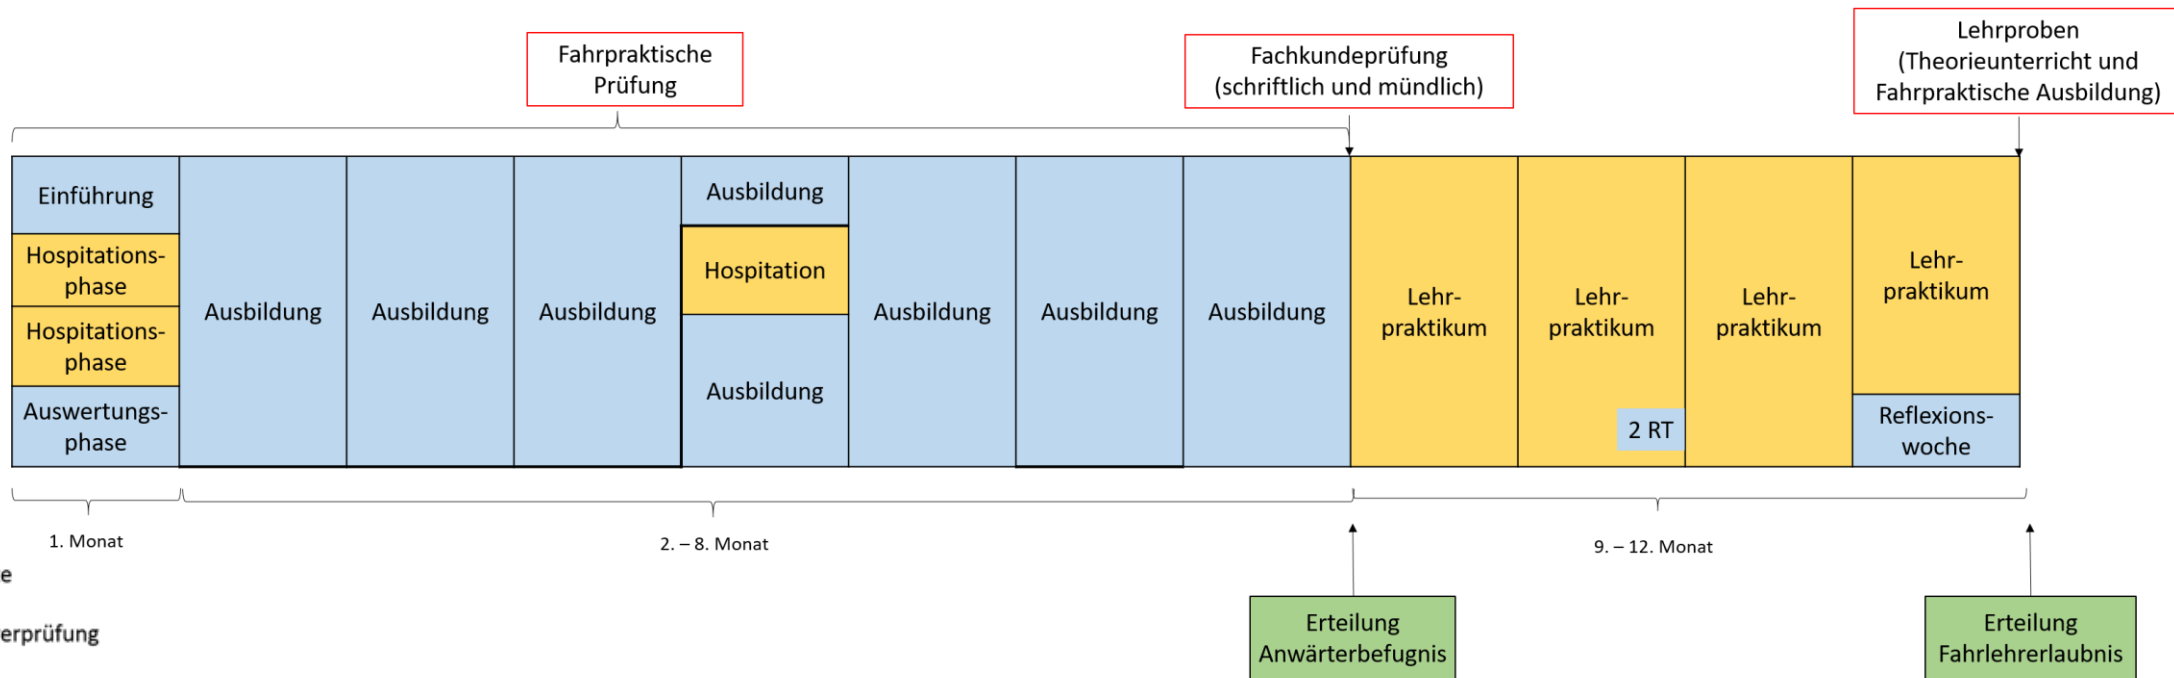 Fahrpraktische
Prüfung
Fachkundeprüfung
(schriftlich und mündlich)
Lehrproben
(Theorieunterricht und
Fahrpraktische Ausbildung)
Einführung
Hospitations-
phase
Hospitations-
phase
Auswertungs-
phase
Ausbildung
Ausbildung
Ausbildung
Ausbildung
Hospitation
Ausbildung
Ausbildung
Ausbildung
Ausbildung
Lehr-
praktikum
Lehr-
praktikum
2 RT
Lehr-
praktikum
Lehr-
praktikum
Reflexions-
woche
1. Monat
2. – 8. Monat
9. – 12. Monat
e
erprüfung
Erteilung
Anwärterbefugnis
Erteilung
Fahrlehrerlaubnis